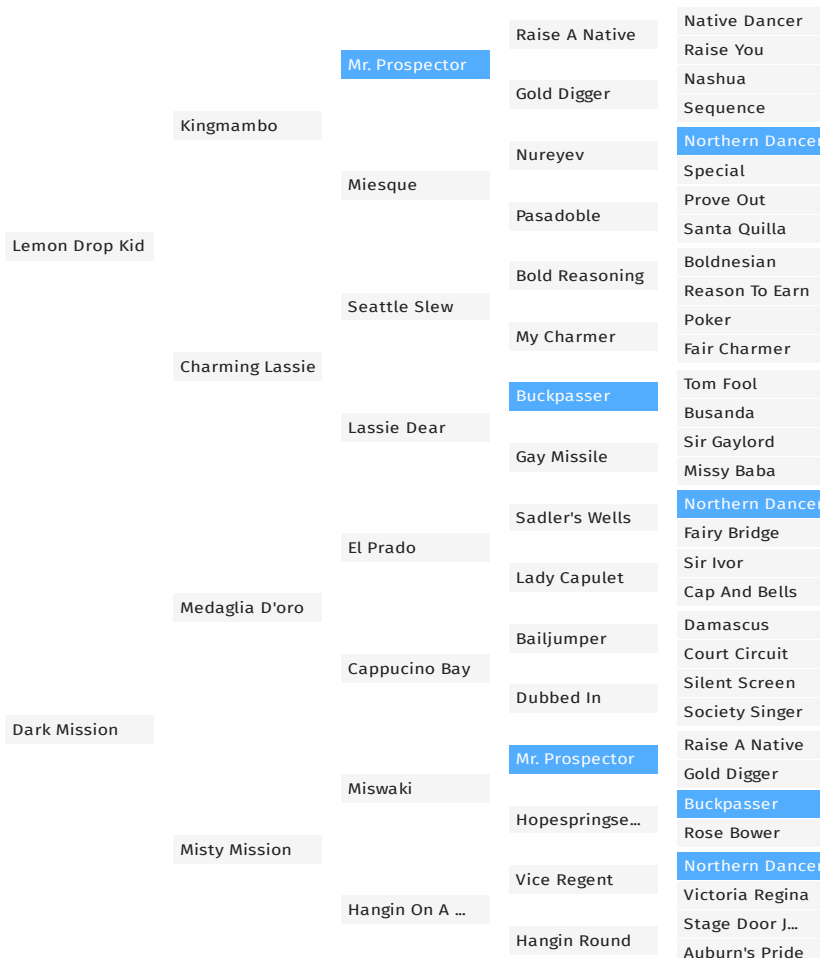 Lemon Drop Kid
Dark Mission
Kingmambo
Charming Lassie
Medaglia D'oro
Misty Mission
Mr. Prospector
Miesque
Seattle Slew
Lassie Dear
El Prado
Cappucino Bay
Miswaki
Hangin On A ...
Raise A Native
Gold Digger
Nureyev
Pasadoble
Bold Reasoning
My Charmer
Buckpasser
Gay Missile
Sadler's Wells
Lady Capulet
Bailjumper
Dubbed In
Mr. Prospector
Hopespringse...
Vice Regent
Hangin Round
Native Dancer
Raise You
Nashua
Sequence
Northern Dancer
Special
Prove Out
Santa Quilla
Boldnesian
Reason To Earn
Poker
Fair Charmer
Tom Fool
Busanda
Sir Gaylord
Missy Baba
Northern Dancer
Fairy Bridge
Sir Ivor
Cap And Bells
Damascus
Court Circuit
Silent Screen
Society Singer
Raise A Native
Gold Digger
Buckpasser
Rose Bower
Northern Dancer
Victoria Regina
Stage Door J...
Auburn's Pride